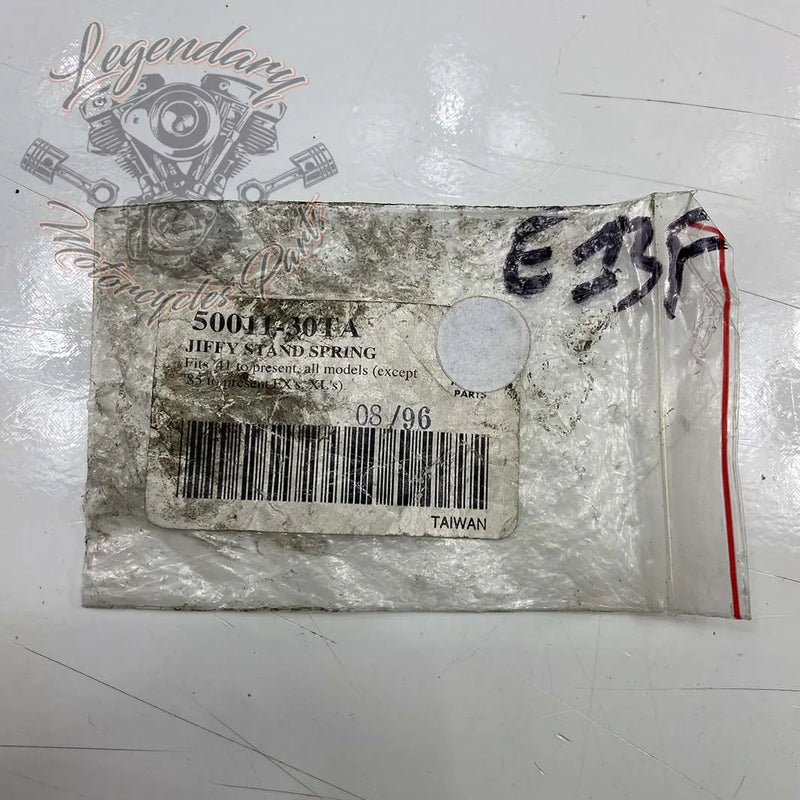 Legendary
Motorcycles Parts
E13F
50011-30TA
JIFFY STAND SPRING
Fits '41 to present, all models (except
'85 to present FX's, XL's).
PARTS
08/96
TAIWAN